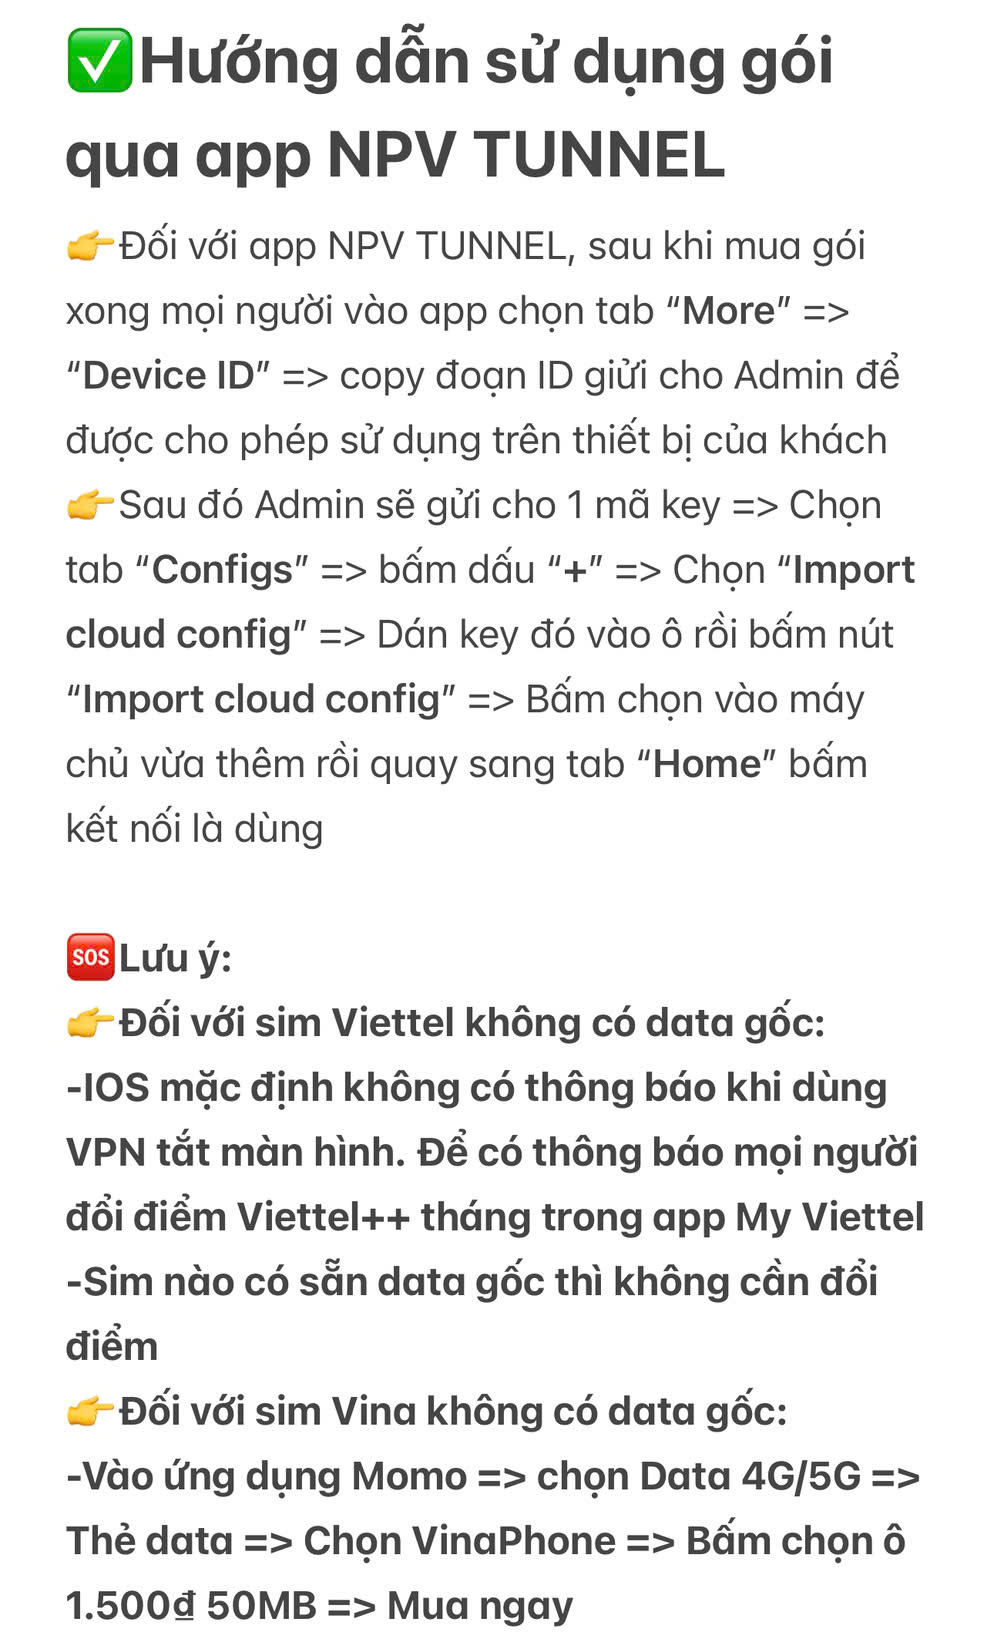 ✅Hướng dẫn sử dụng gói
qua app NPV TUNNEL
👉Đối với app NPV TUNNEL, sau khi mua gói
xong mọi người vào app chọn tab “More” =>
“Device ID” => copy đoạn ID giửi cho Admin để
được cho phép sử dụng trên thiết bị của khách
👉Sau đó Admin sẽ gửi cho 1 mã key => Chọn
tab “Configs” => bấm dấu “+” => Chọn “Import
cloud config” => Dán key đó vào ô rồi bấm nút
“Import cloud config” => Bấm chọn vào máy
chủ vừa thêm rồi quay sang tab “Home” bấm
kết nối là dùng
🆘Lưu ý:
👉Đối với sim Viettel không có data gốc:
-IOS mặc định không có thông báo khi dùng
VPN tắt màn hình. Để có thông báo mọi người
đổi điểm Viettel++ tháng trong app My Viettel
-Sim nào có sẵn data gốc thì không cần đổi
điểm
👉Đối với sim Vina không có data gốc:
-Vào ứng dụng Momo => chọn Data 4G/5G =>
Thẻ data => Chọn VinaPhone => Bấm chọn ô
1.500₫ 50MB => Mua ngay